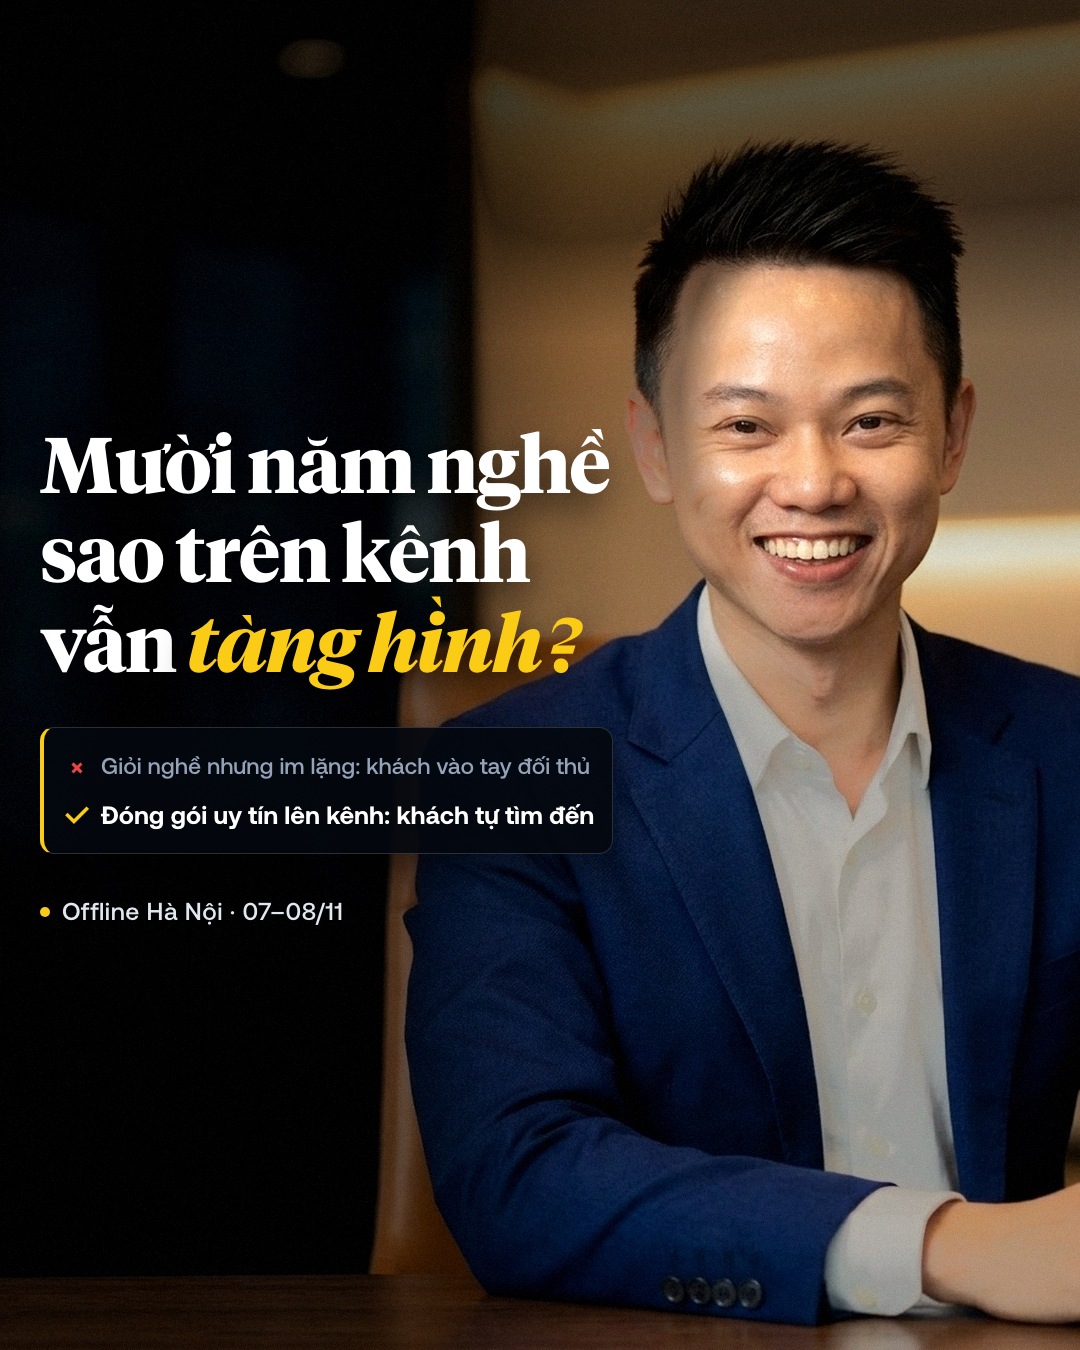 Mười năm nghề
sao trên kênh
vẫn tàng hình?
× Giỏi nghề nhưng im lặng: khách vào tay đối thủ
✓ Đóng gói uy tín lên kênh: khách tự tìm đến
• Offline Hà Nội · 07–08/11